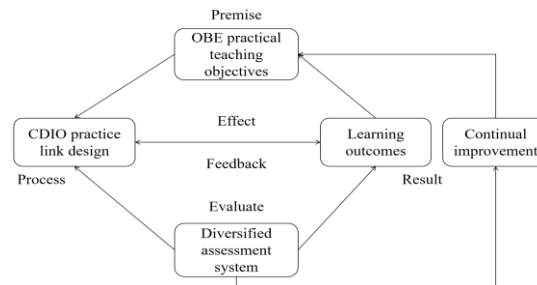 Premise
OBE practical
teaching
objectives
Effect
CDIO practice
link design
Learning
outcomes
Continual
improvement
Feedback
Process
Result
Evaluate
Diversified
assessment
system